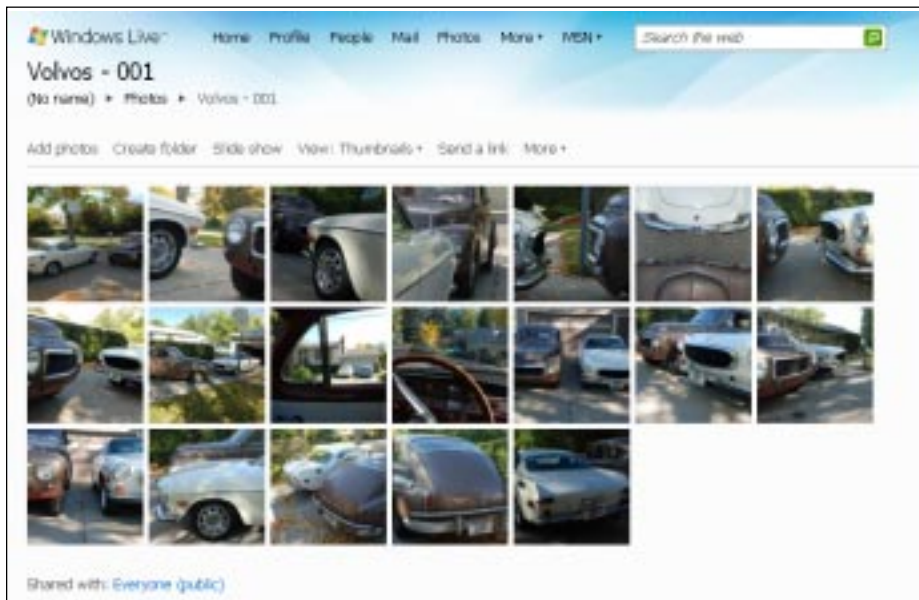 Windows Live™ Home Profile People Mail Photos More MSN Search the web
Volvos - 001
(No name) Photos Volvos - 001
Add photos Create folder Slide show View: Thumbnails Send a link More
Shared with: Everyone (public)